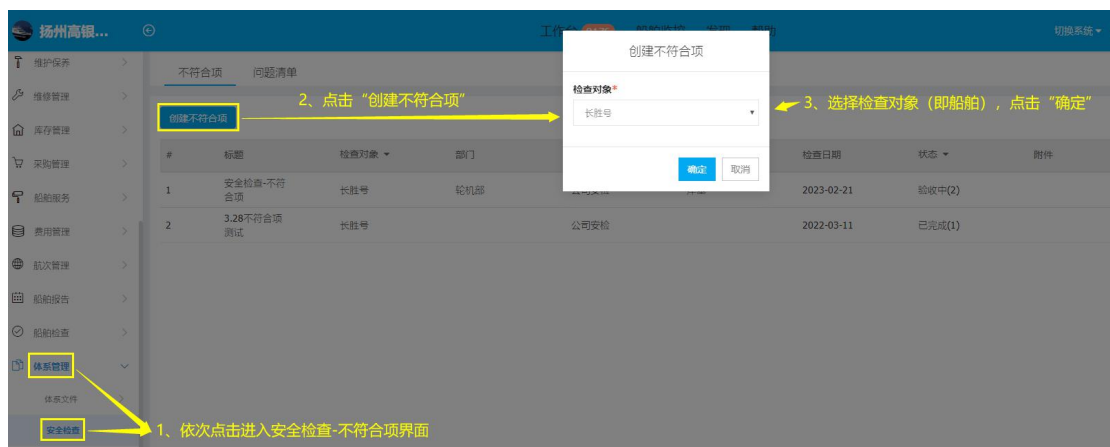 扬州高银...
切换系统
创建不符合项
检查对象*
长胜号
确定 取消
维护保养
维修管理
库存管理
采购管理
船舶服务
费用管理
航次管理
船舶报告
船舶检查
体系管理
体系文件
安全检查
不符合项 问题清单
创建不符合项
2、点击“创建不符合项”
3、选择检查对象（即船舶），点击“确定”
# 标题 检查对象 部门 检查日期 状态 附件
1 安全检查-不符合项 长胜号 轮机部 2023-02-21 验收中(2)
2 3.28不符合项测试 长胜号 公司安检 2022-03-11 已完成(1)
1、依次点击进入安全检查-不符合项界面